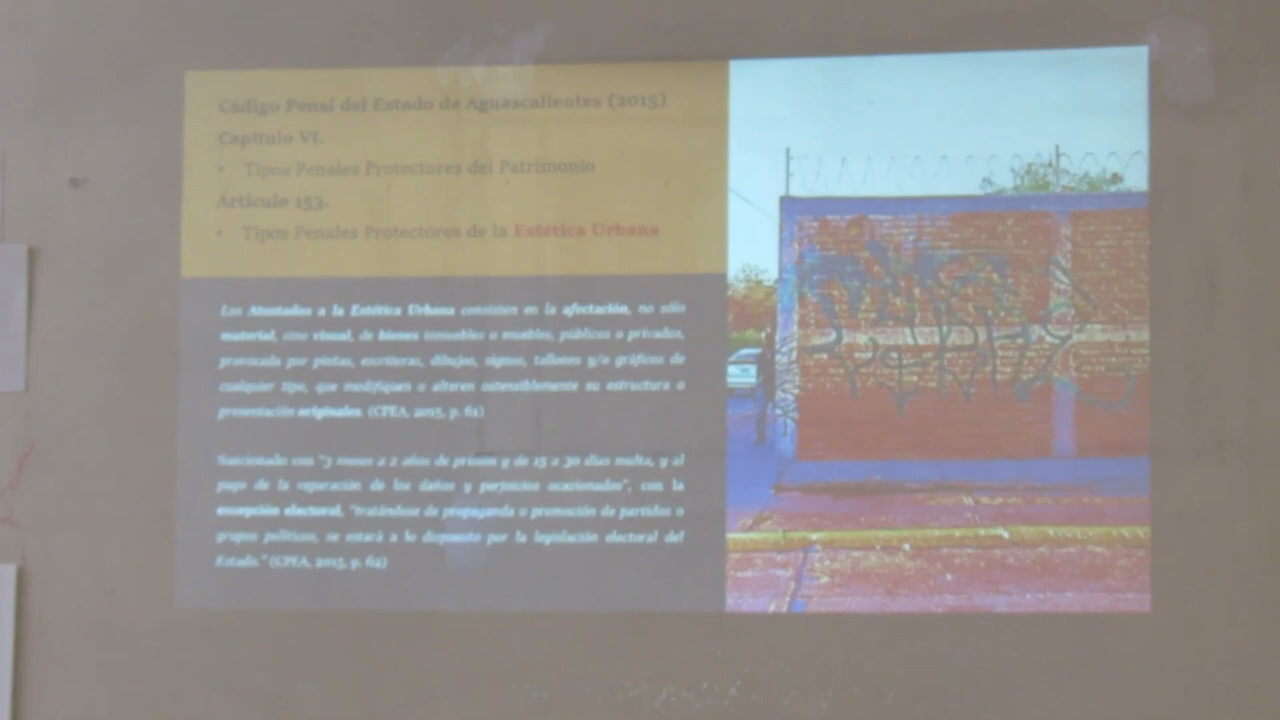 Código Penal del Estado de Aguascalientes (2015)
Capítulo VI.
• Tipos Penales Protectores del Patrimonio
Artículo 153.
• Tipos Penales Protectores de la Estética Urbana
Los Atentados a la Estética Urbana consisten en la afectación, no sólo
material, sino visual, de bienes inmuebles o muebles, públicos o privados,
provocada por pintas, escrituras, dibujos, signos, tallones y/o gráficos de
cualquier tipo, que modifiquen o alteren ostensiblemente su estructura o
presentación originales. (CPEA, 2015, p. 61)
Sancionado con "3 meses a 2 años de prisión y de 15 a 30 días multa, y al
pago de la reparación de los daños y perjuicios ocasionados", con la
excepción electoral, "tratándose de propaganda o promoción de partidos o
grupos políticos, se estará a lo dispuesto por la legislación electoral del
Estado." (CPEA, 2015, p. 62)